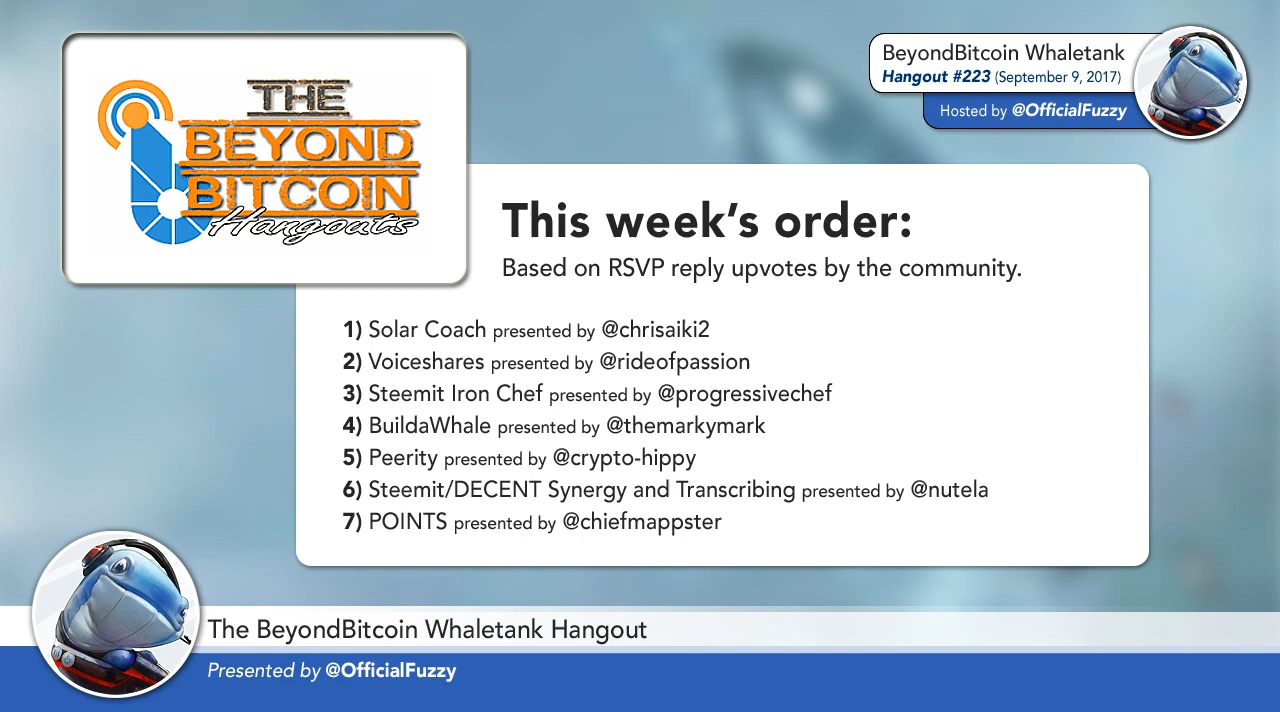 THE
BEYOND
BITCOIN
Hangouts
BeyondBitcoin Whaletank
Hangout #223 (September 9, 2017)
Hosted by @OfficialFuzzy
This week’s order:
Based on RSVP reply upvotes by the community.
1) Solar Coach presented by @chrisaiki2
2) Voiceshares presented by @rideofpassion
3) Steemit Iron Chef presented by @progressivechef
4) BuildaWhale presented by @themarkymark
5) Peerity presented by @crypto-hippy
6) Steemit/DECENT Synergy and Transcribing presented by @nutela
7) POINTS presented by @chiefmappster
The BeyondBitcoin Whaletank Hangout
Presented by @OfficialFuzzy